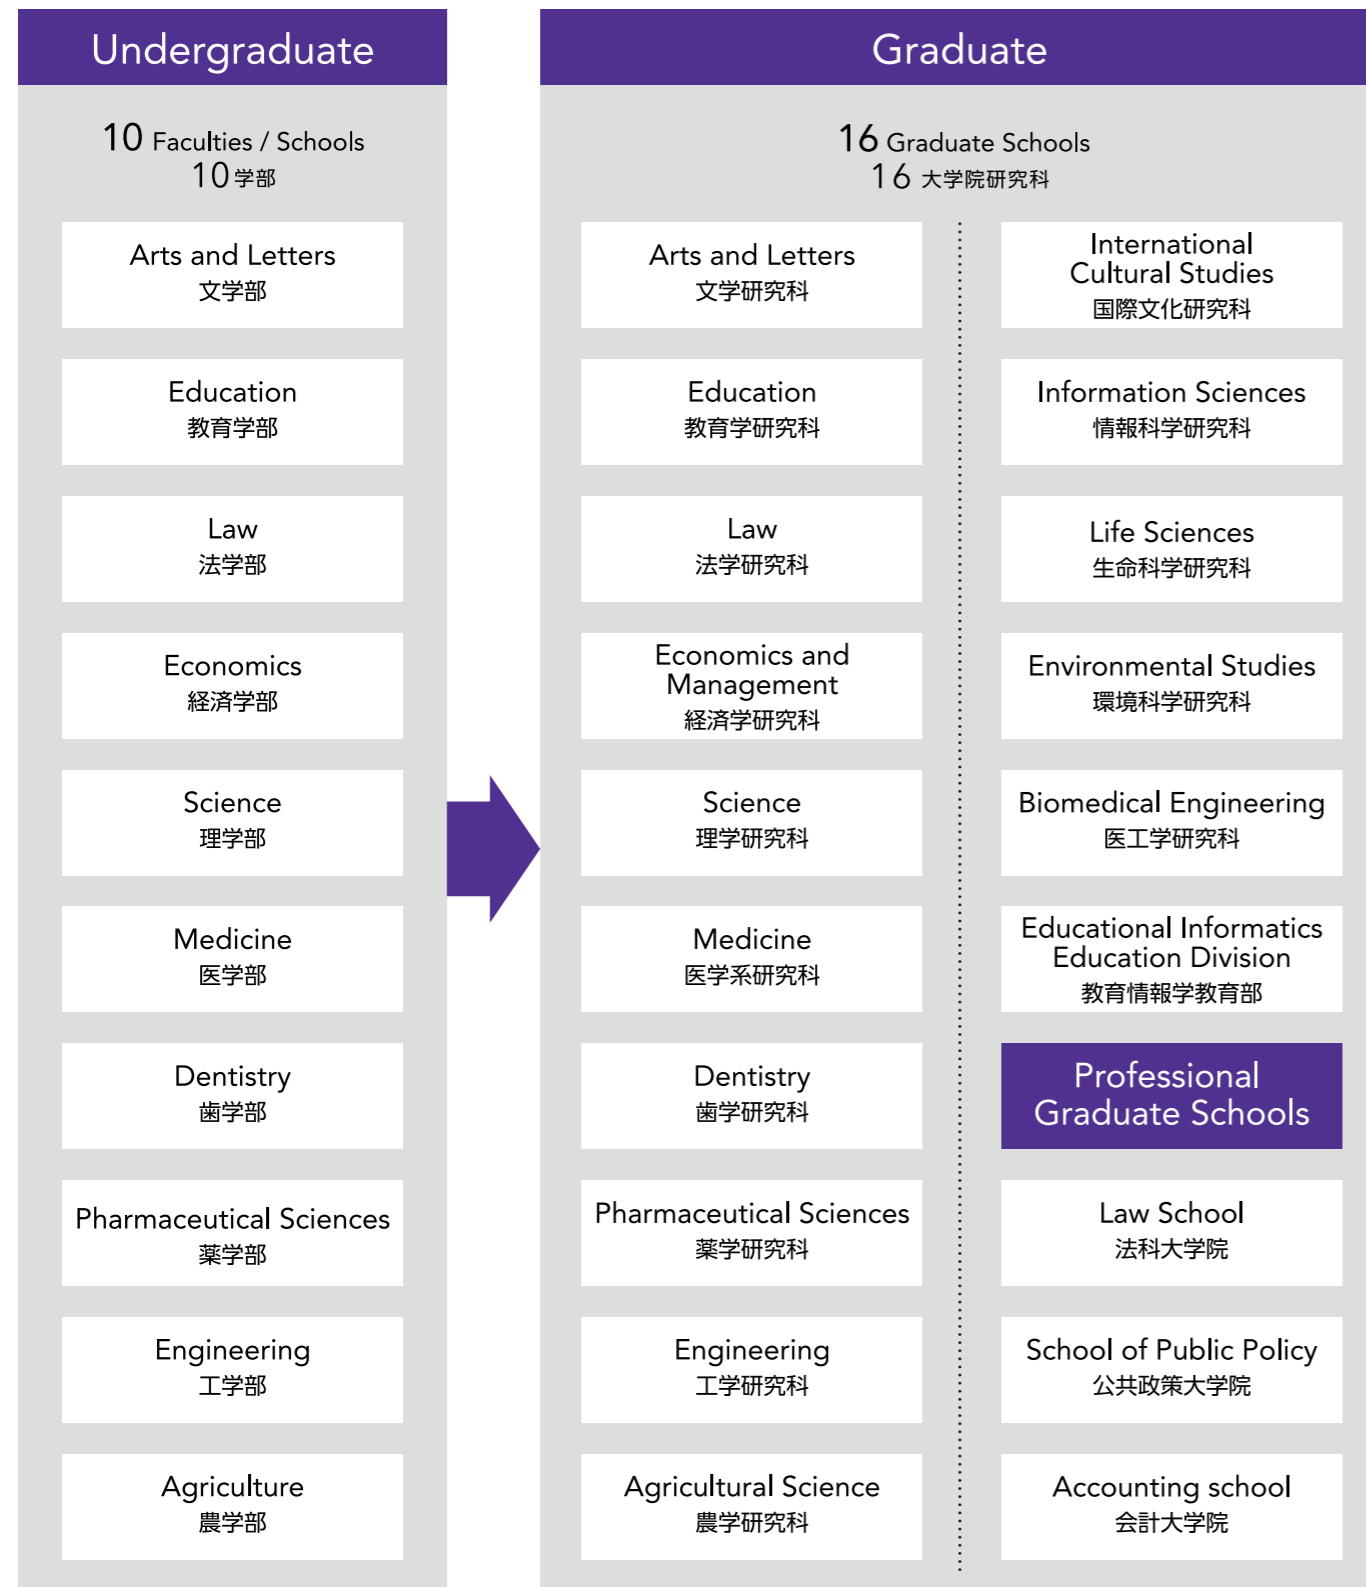 Undergraduate
10 Faculties / Schools
10学部
Arts and Letters
文学部
Education
教育学部
Law
法学部
Economics
経済学部
Science
理学部
Medicine
医学部
Dentistry
歯学部
Pharmaceutical Sciences
薬学部
Engineering
工学部
Agriculture
農学部
Graduate
16 Graduate Schools
16 大学院研究科
Arts and Letters
文学研究科
Education
教育学研究科
Law
法学研究科
Economics and
Management
経済学研究科
Science
理学研究科
Medicine
医学系研究科
Dentistry
歯学研究科
Pharmaceutical Sciences
薬学研究科
Engineering
工学研究科
Agricultural Science
農学研究科
International
Cultural Studies
国際文化研究科
Information Sciences
情報科学研究科
Life Sciences
生命科学研究科
Environmental Studies
環境科学研究科
Biomedical Engineering
医工学研究科
Educational Informatics
Education Division
教育情報学教育部
Professional
Graduate Schools
Law School
法科大学院
School of Public Policy
公共政策大学院
Accounting school
会計大学院